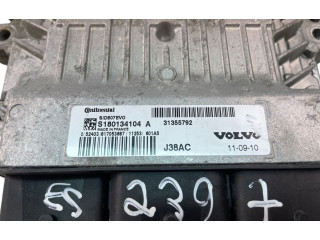 Continental
SID807EVO
S180134104 A 31355792
MADE IN FRANCE
VOLVO
J38AC 11-09-10
ES 239 7